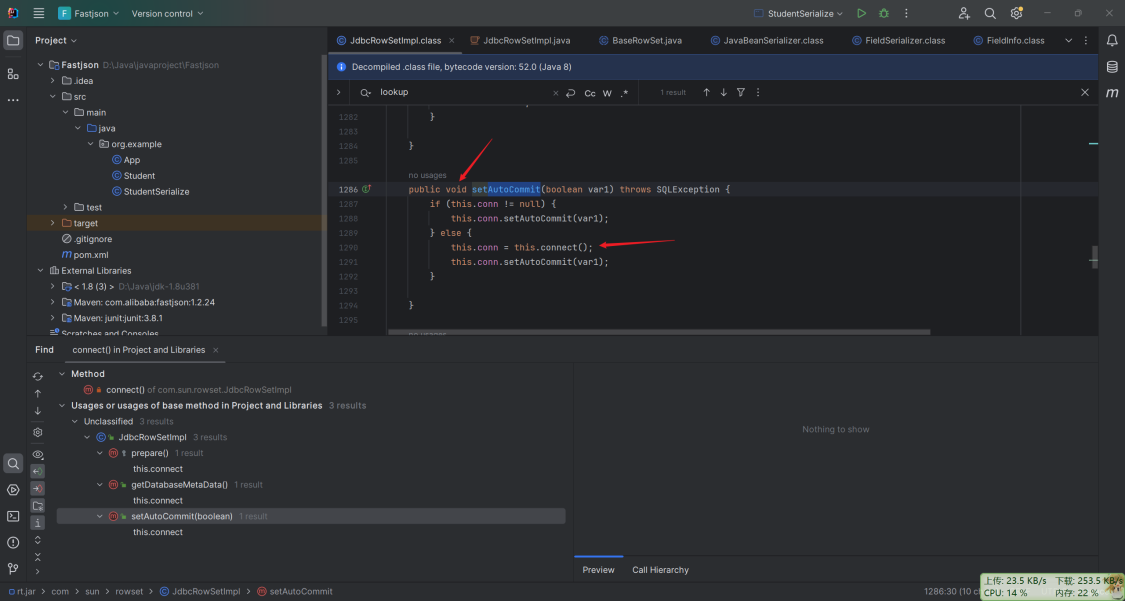 Fastjson
Version control
StudentSerialize
Project
JdbcRowSetImpl.class
JdbcRowSetImpl.java
BaseRowSet.java
JavaBeanSerializer.class
FieldSerializer.class
FieldInfo.class
Fastjson D:\Java\javaproject\Fastjson
.idea
src
main
java
org.example
App
Student
StudentSerialize
test
target
.gitignore
pom.xml
External Libraries
< 1.8 (3) > D:\Java\jdk-1.8u381
Maven: com.alibaba:fastjson:1.2.24
Maven: junit:junit:3.8.1
Scratches and Consoles
Decompiled .class file, bytecode version: 52.0 (Java 8)
lookup
Cc W .* 1 result
1282 }
1283
1284 }
1285
no usages
1286 public void setAutoCommit(boolean var1) throws SQLException {
1287 if (this.conn != null) {
1288 this.conn.setAutoCommit(var1);
1289 } else {
1290 this.conn = this.connect();
1291 this.conn.setAutoCommit(var1);
1292 }
1293
1294 }
1295
no usages
Find connect() in Project and Libraries
Method
connect() of com.sun.rowset.JdbcRowSetImpl
Usages or usages of base method in Project and Libraries 3 results
Unclassified 3 results
JdbcRowSetImpl 3 results
prepare() 1 result
this.connect
getDatabaseMetaData() 1 result
this.connect
setAutoCommit(boolean) 1 result
this.connect
Nothing to show
Preview Call Hierarchy
rt.jar > com > sun > rowset > JdbcRowSetImpl > setAutoCommit
1286:30 (10 c
上传: 23.5 KB/s 下载: 253.5 KB/s
CPU: 14 % 内存: 22 %